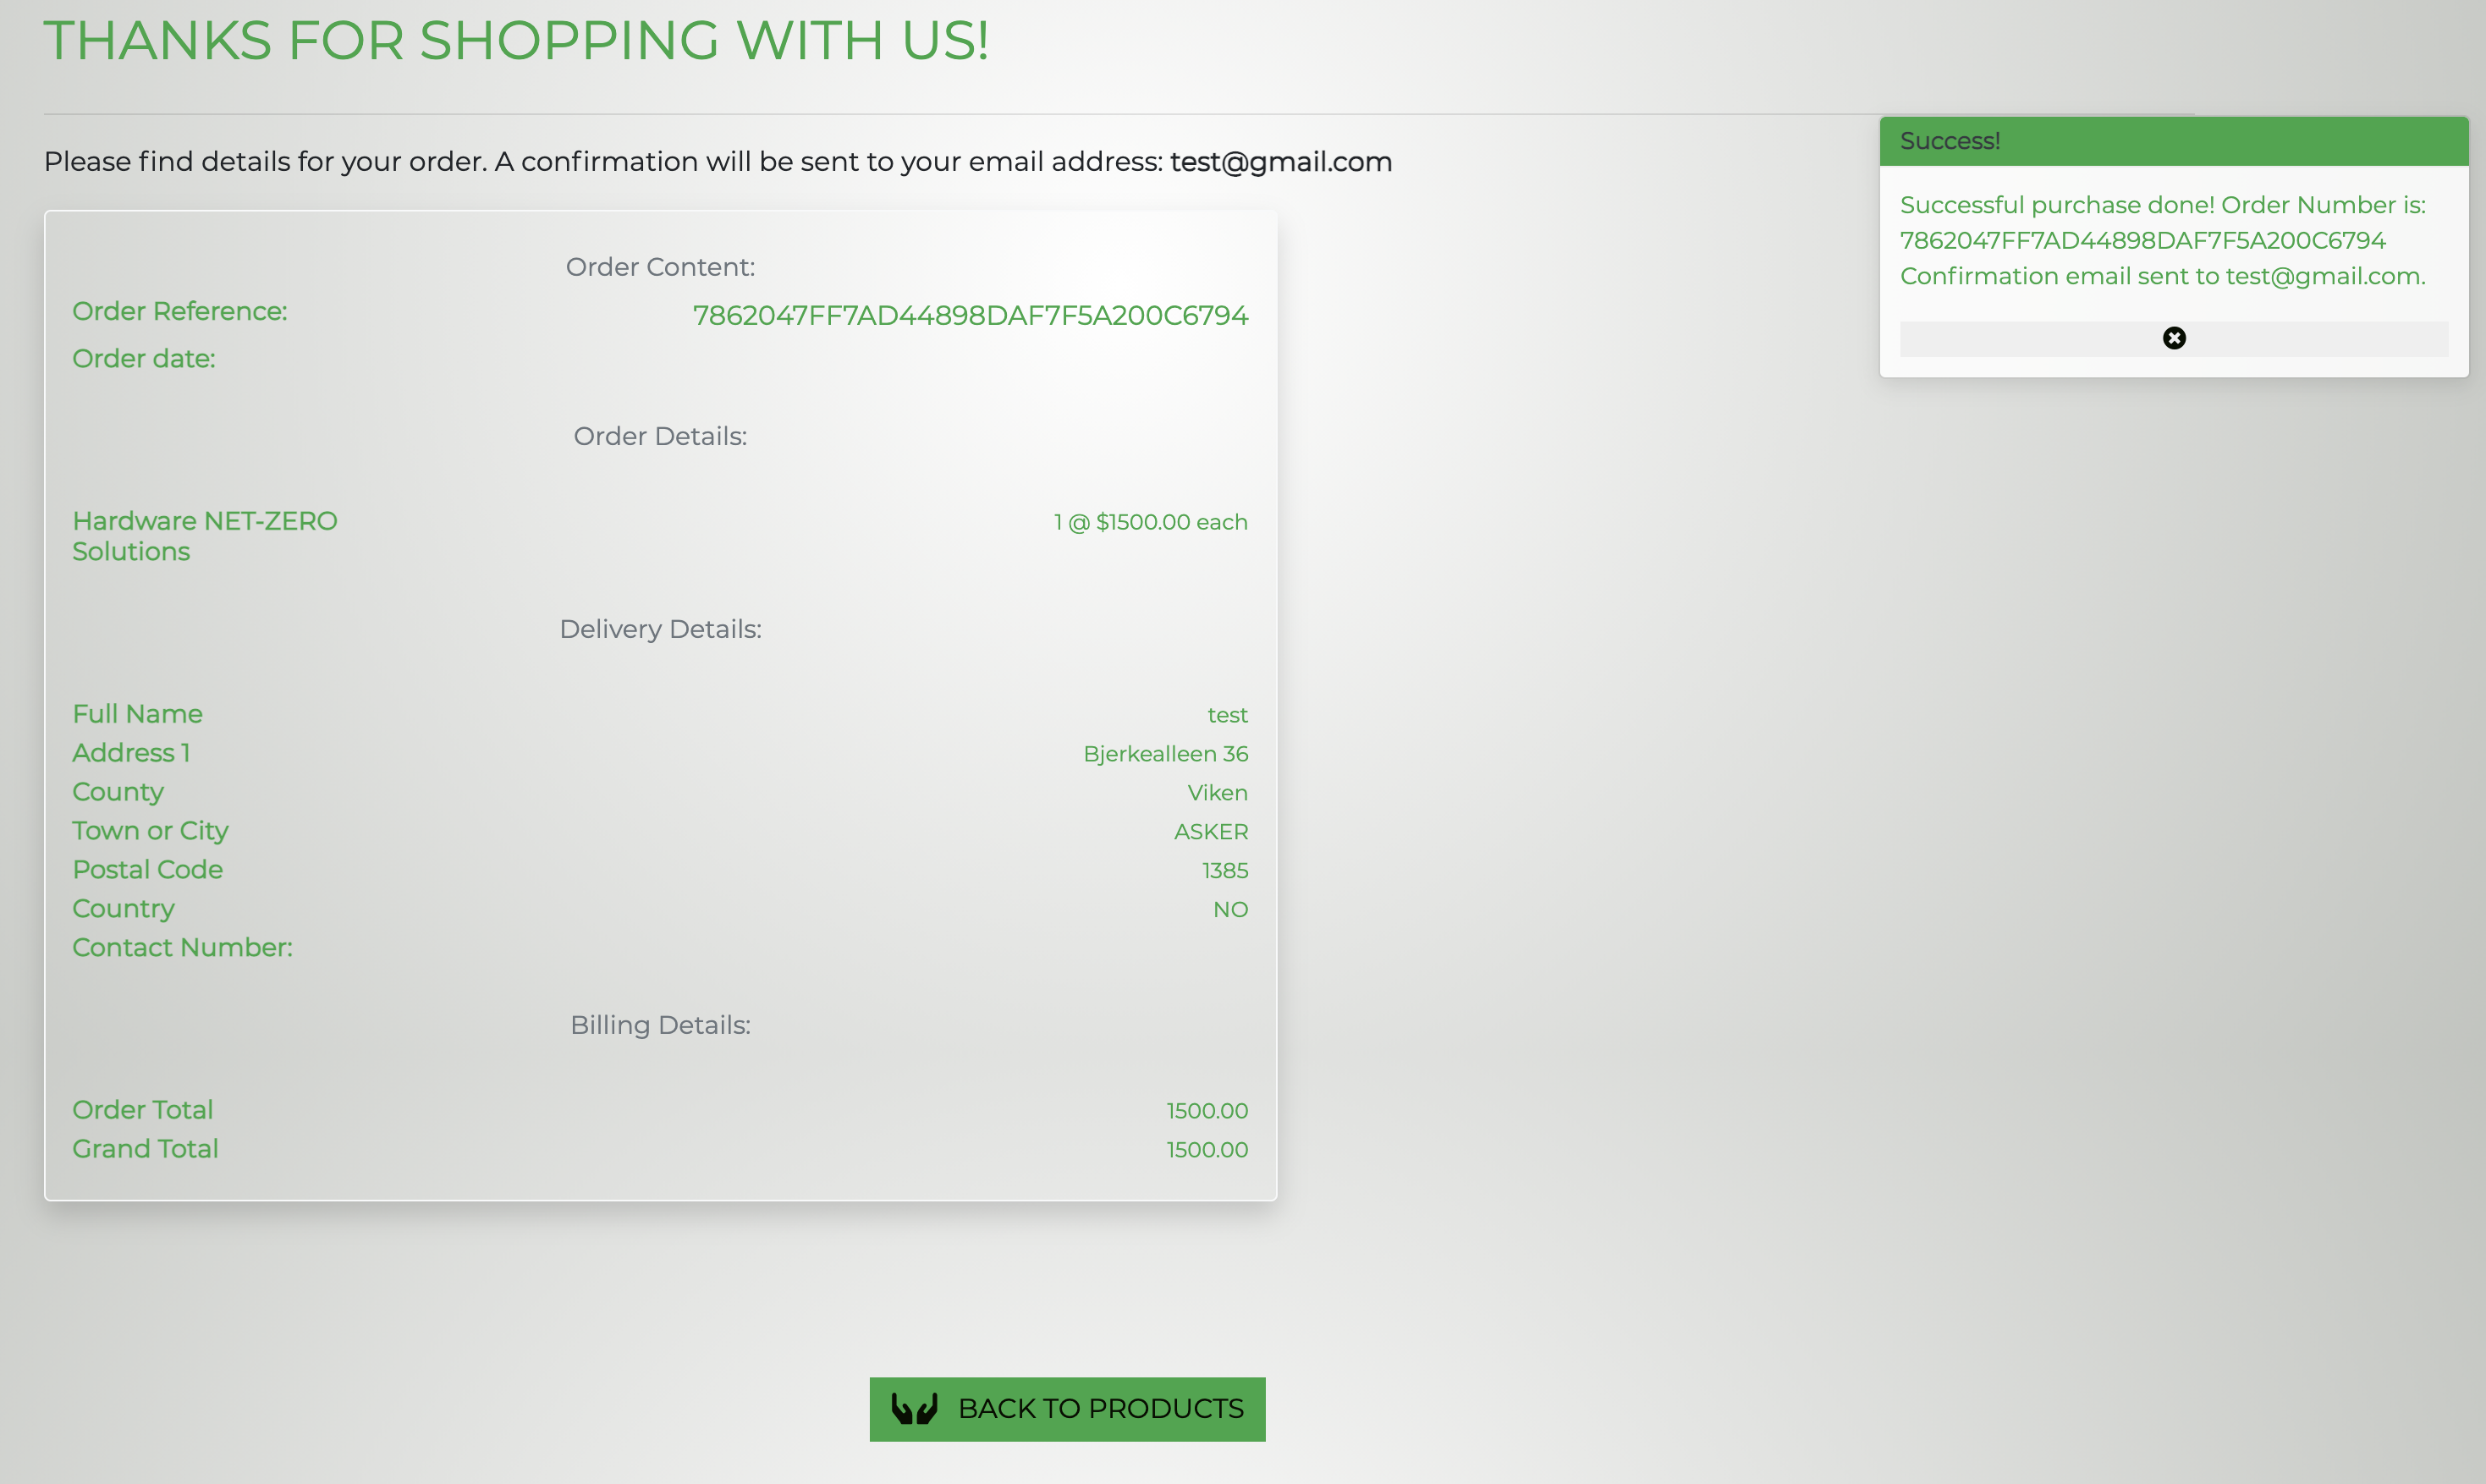 THANKS FOR SHOPPING WITH US!
Please find details for your order. A confirmation will be sent to your email address: test@gmail.com
Order Content:
Order Reference: 7862047FF7AD44898DAF7F5A200C6794
Order date:
Order Details:
Hardware NET-ZERO 1 @ $1500.00 each
Solutions
Delivery Details:
Full Name test
Address 1 Bjerkealleen 36
County Viken
Town or City ASKER
Postal Code 1385
Country NO
Contact Number:
Billing Details:
Order Total 1500.00
Grand Total 1500.00
BACK TO PRODUCTS
Success!
Successful purchase done! Order Number is:
7862047FF7AD44898DAF7F5A200C6794
Confirmation email sent to test@gmail.com.